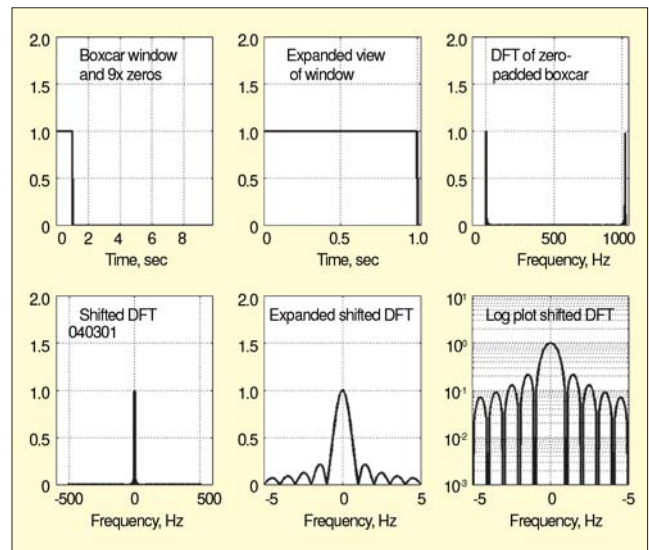 2.0
Boxcar window
and 9x zeros
1.5
1.0
0.5
0
0 2 4 6 8
Time, sec
2.0
Expanded view
of window
1.5
1.0
0.5
0
0 0.5 1.0
Time, sec
2.0
DFT of zero-
padded boxcar
1.5
1.0
0.5
0
0 500 1000
Frequency, Hz
2.0
Shifted DFT
040301
1.5
1.0
0.5
0
-500 0 500
Frequency, Hz
2.0
Expanded shifted DFT
1.5
1.0
0.5
0
-5 0 5
Frequency, Hz
10¹
Log plot shifted DFT
10⁰
10⁻¹
10⁻²
10³
-5 0 -5
Frequency, Hz